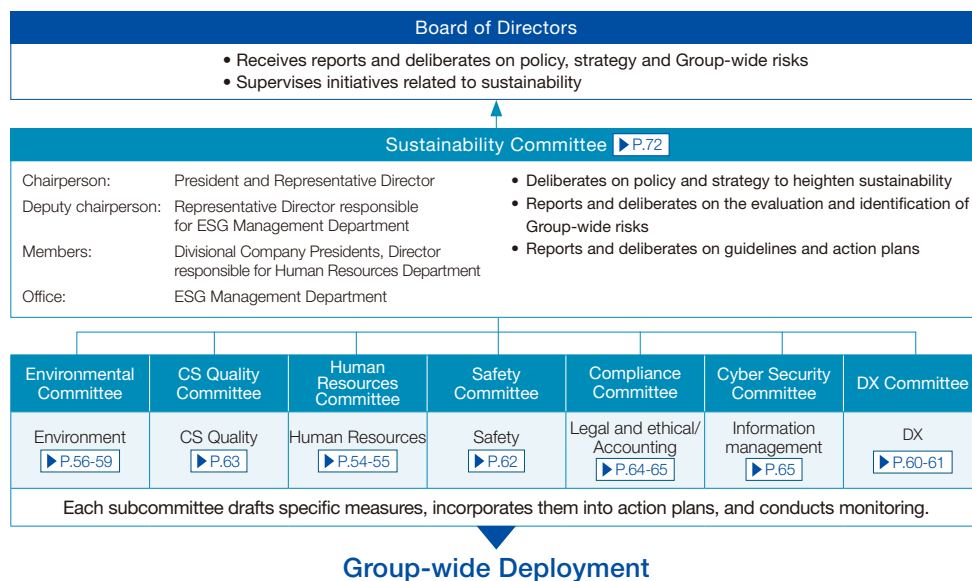 Board of Directors
• Receives reports and deliberates on policy, strategy and Group-wide risks
• Supervises initiatives related to sustainability
Sustainability Committee ▶P.72
Chairperson: President and Representative Director
Deputy chairperson: Representative Director responsible
for ESG Management Department
Members: Divisional Company Presidents, Director
responsible for Human Resources Department
Office: ESG Management Department
• Deliberates on policy and strategy to heighten sustainability
• Reports and deliberates on the evaluation and identification of
Group-wide risks
• Reports and deliberates on guidelines and action plans
Environmental
Committee
CS Quality
Committee
Human
Resources
Committee
Safety
Committee
Compliance
Committee
Cyber Security
Committee
DX Committee
Environment
▶P.56-59
CS Quality
▶P.63
Human Resources
▶P.54-55
Safety
▶P.62
Legal and ethical/
Accounting
▶P.64-65
Information
management
▶P.65
DX
▶P.60-61
Each subcommittee drafts specific measures, incorporates them into action plans, and conducts monitoring.
Group-wide Deployment